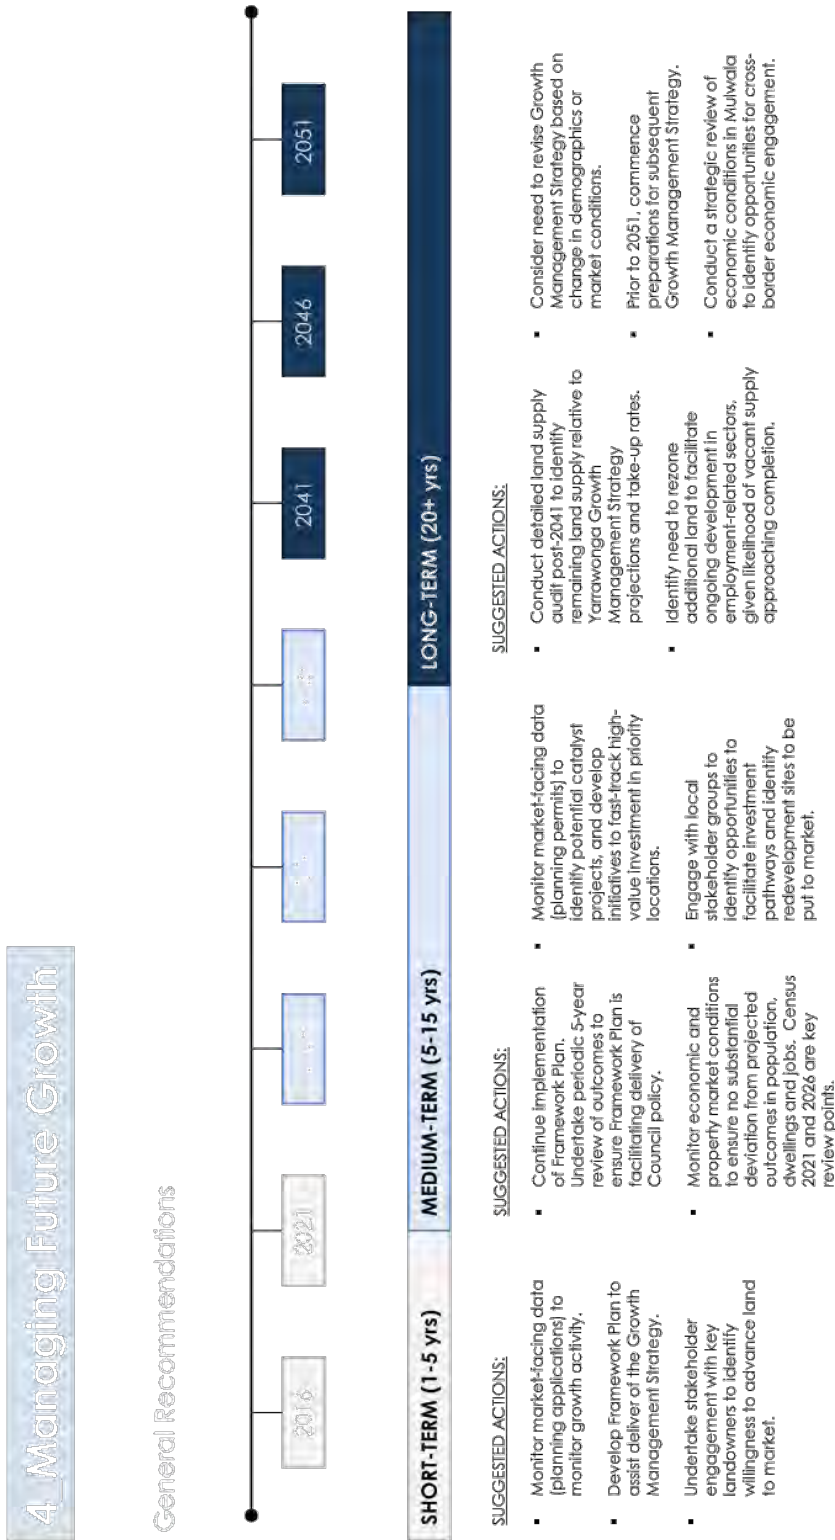 4_Managing Future Growth
General Recommendations
2016
2021
2041
2046
2051
SHORT-TERM (1-5 yrs)
MEDIUM-TERM (5-15 yrs)
LONG-TERM (20+ yrs)
SUGGESTED ACTIONS:
▪ Monitor market-facing data
(planning applications) to
monitor growth activity.
▪ Develop Framework Plan to
assist deliver of the Growth
Management Strategy.
▪ Undertake stakeholder
engagement with key
landowners to identify
willingness to advance land
to market.
SUGGESTED ACTIONS:
▪ Continue implementation
of Framework Plan.
Undertake periodic 5-year
review of outcomes to
ensure Framework Plan is
facilitating delivery of
Council policy.
▪ Monitor economic and
property market conditions
to ensure no substantial
deviation from projected
outcomes in population,
dwellings and jobs. Census
2021 and 2026 are key
review points.
▪ Monitor market-facing data
(planning permits) to
identify potential catalyst
projects, and develop
initiatives to fast-track high-
value investment in priority
locations.
▪ Engage with local
stakeholder groups to
identify opportunities to
facilitate investment
pathways and identify
redevelopment sites to be
put to market.
SUGGESTED ACTIONS:
▪ Conduct detailed land supply
audit post-2041 to identify
remaining land supply relative to
Yarrawonga Growth
Management Strategy
projections and take-up rates.
▪ Identify need to rezone
additional land to facilitate
ongoing development in
employment-related sectors,
given likelihood of vacant supply
approaching completion.
▪ Consider need to revise Growth
Management Strategy based on
change in demographics or
market conditions.
▪ Prior to 2051, commence
preparations for subsequent
Growth Management Strategy.
▪ Conduct a strategic review of
economic conditions in Mulwala
to identify opportunities for cross-
border economic engagement.